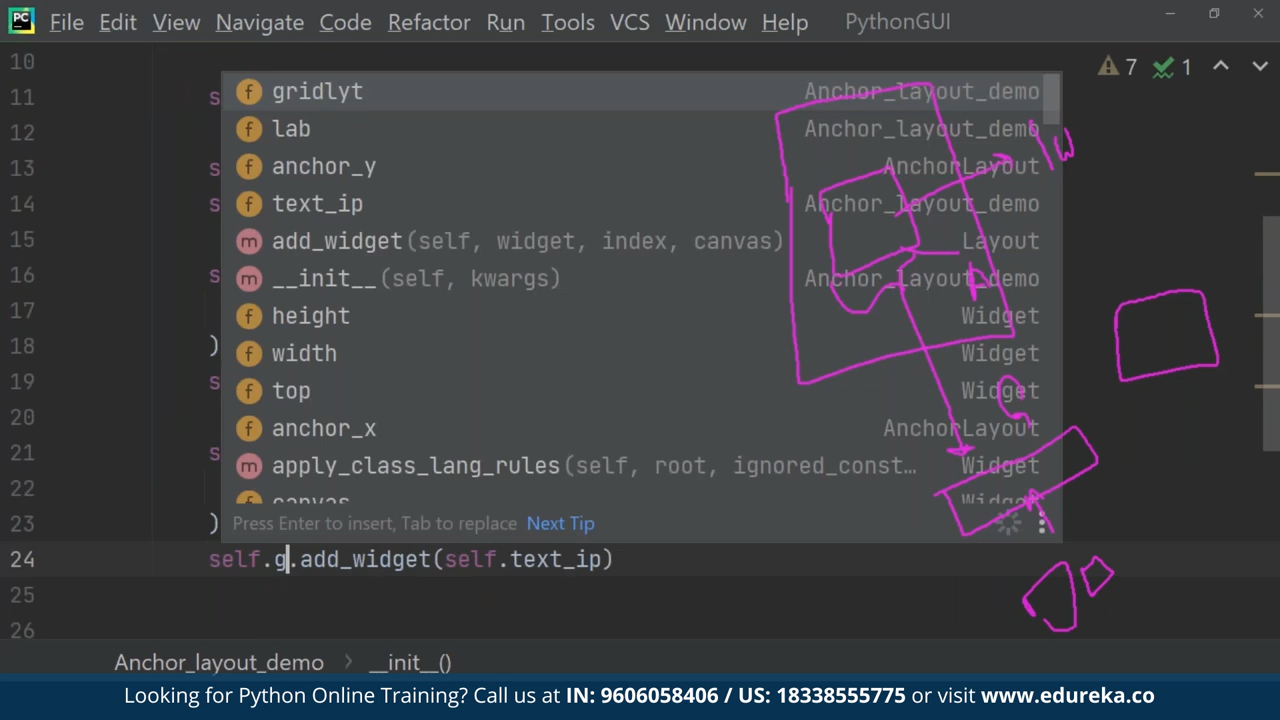 PC File Edit View Navigate Code Refactor Run Tools VCS Window Help PythonGUI
10
7 1
f gridlyt Anchor_layout_demo
11 s
f lab Anchor_layout_demo
12
f anchor_y AnchorLayout
13 s
f text_ip Anchor_layout_demo
14 s
m add_widget(self, widget, index, canvas) Layout
15
m __init__(self, kwargs) Anchor_layout_demo
16 s
f height Widget
17
f width Widget
18 )
f top Widget
19 s
f anchor_x AnchorLayout
20
m apply_class_lang_rules(self, root, ignored_const… Widget
21 s
f canvas Widget
22
Press Enter to insert, Tab to replace Next Tip
23 )
24 self.g.add_widget(self.text_ip)
25
26
Anchor_layout_demo > __init__()
Looking for Python Online Training? Call us at IN: 9606058406 / US: 18338555775 or visit www.edureka.co